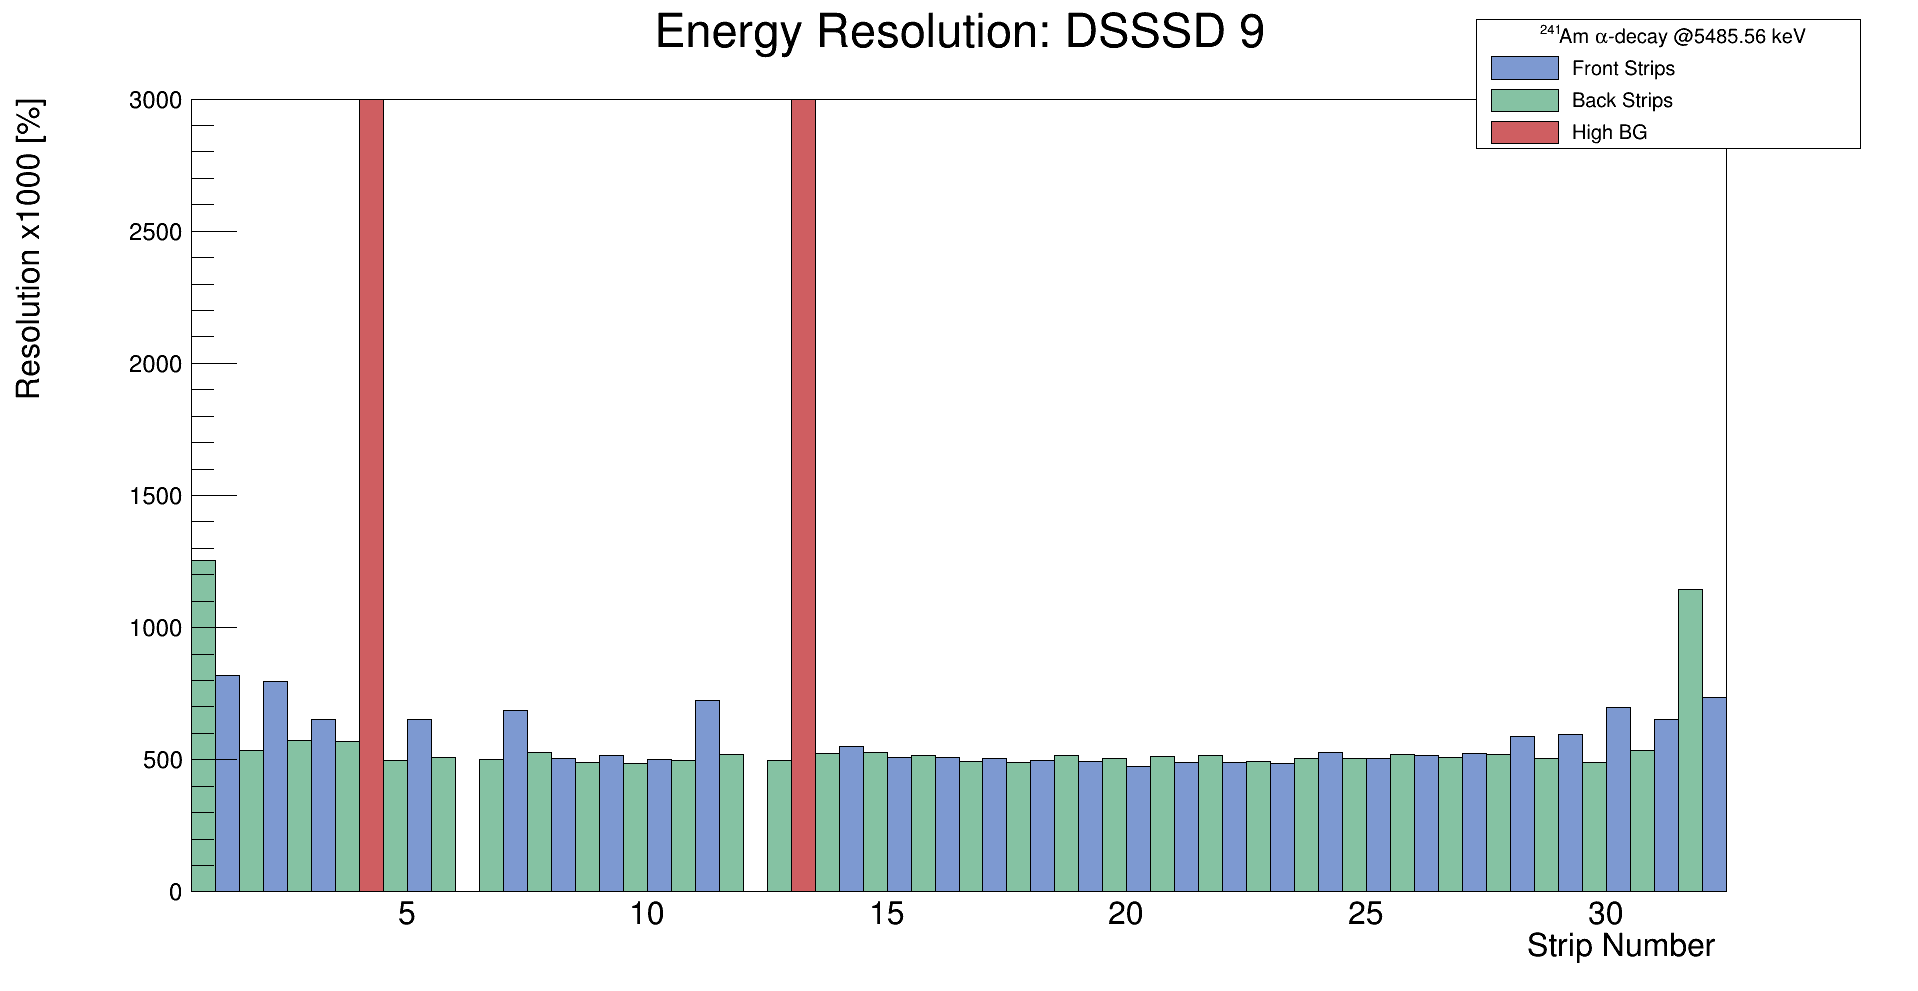 Energy Resolution: DSSSD 9
²⁴¹Am α-decay @5485.56 keV
Front Strips
Back Strips
High BG
Resolution x1000 [%]
3000
2500
2000
1500
1000
500
0
5 10 15 20 25 30
Strip Number